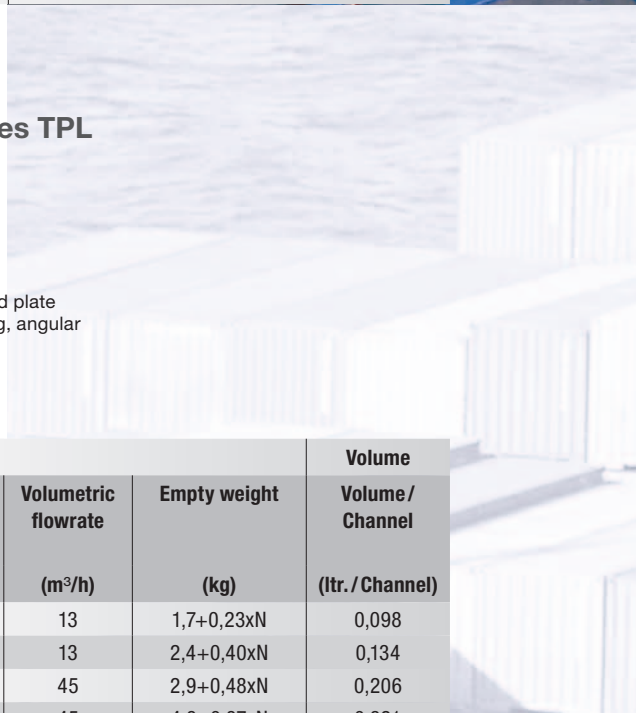 es TPL
d plate
g, angular
Volume
Volumetric flowrate Empty weight Volume/ Channel
(m³/h) (kg) (ltr./Channel)
13 1,7+0,23xN 0,098
13 2,4+0,40xN 0,134
45 2,9+0,48xN 0,206